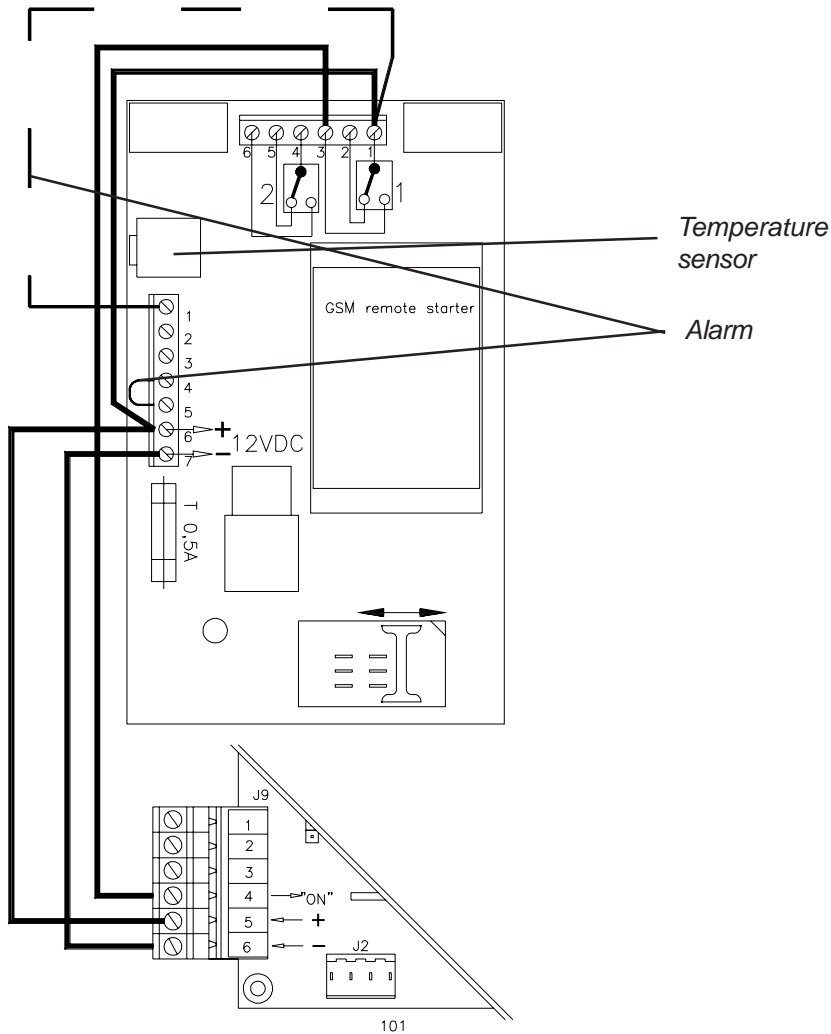 6 5 4 3 2 1
2
1
Temperature
sensor
GSM remote starter
Alarm
1
2
3
4
5
6 +
7 −
12VDC
T 0,5A
J9
1
2
3
4 "ON"
5 +
6 −
J2
101